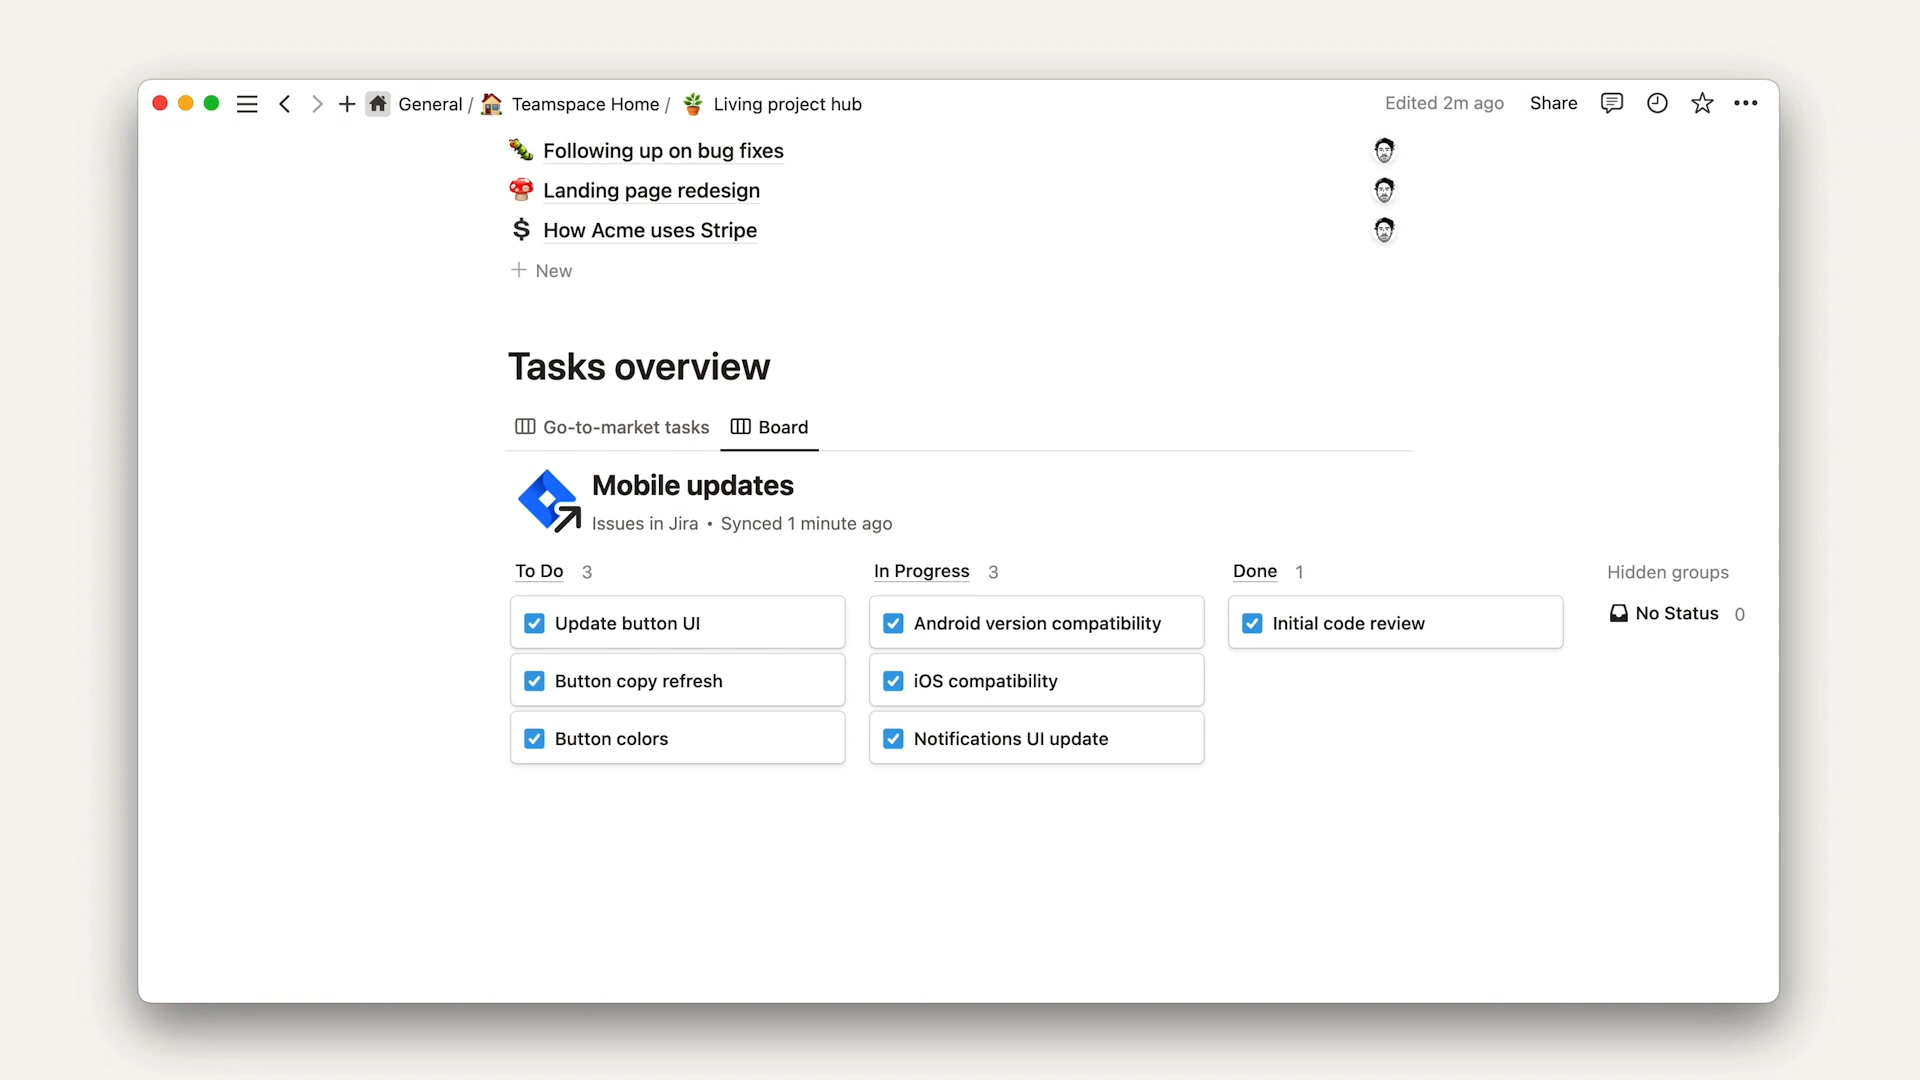 General / Teamspace Home / Living project hub
Edited 2m ago Share
Following up on bug fixes
Landing page redesign
$ How Acme uses Stripe
+ New
Tasks overview
Go-to-market tasks Board
Mobile updates
Issues in Jira • Synced 1 minute ago
To Do 3
Update button UI
Button copy refresh
Button colors
In Progress 3
Android version compatibility
iOS compatibility
Notifications UI update
Done 1
Initial code review
Hidden groups
No Status 0